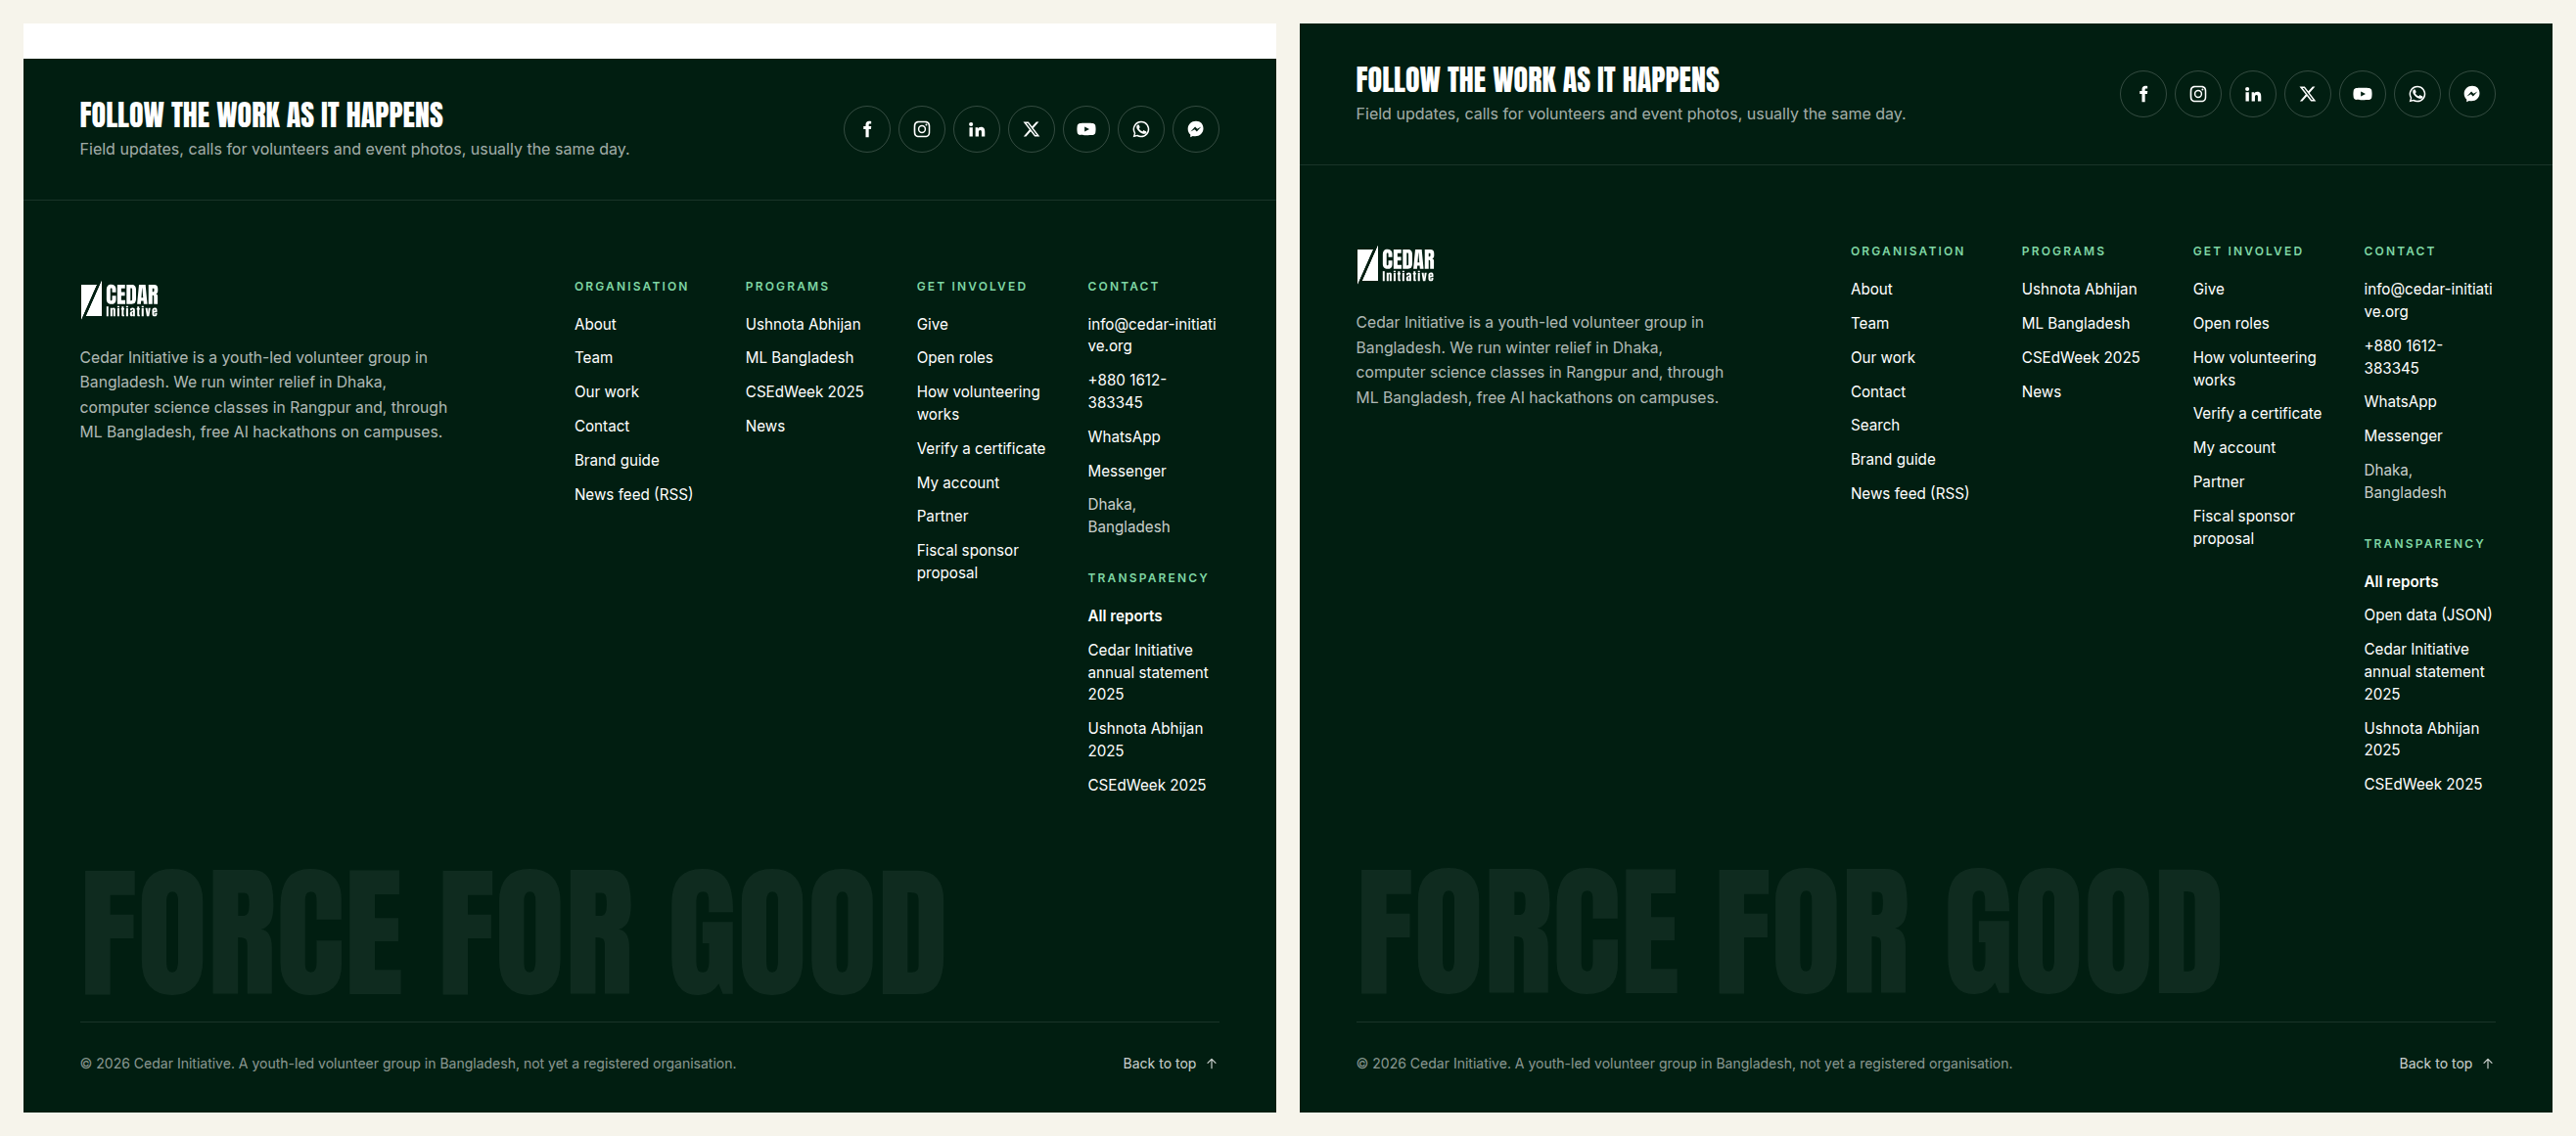 FOLLOW THE WORK AS IT HAPPENS
Field updates, calls for volunteers and event photos, usually the same day.
CEDAR
Initiative
Cedar Initiative is a youth-led volunteer group in
Bangladesh. We run winter relief in Dhaka,
computer science classes in Rangpur and, through
ML Bangladesh, free AI hackathons on campuses.
ORGANISATION
About
Team
Our work
Contact
Brand guide
News feed (RSS)
PROGRAMS
Ushnota Abhijan
ML Bangladesh
CSEdWeek 2025
News
GET INVOLVED
Give
Open roles
How volunteering
works
Verify a certificate
My account
Partner
Fiscal sponsor
proposal
CONTACT
info@cedar-initiati
ve.org
+880 1612-
383345
WhatsApp
Messenger
Dhaka,
Bangladesh
TRANSPARENCY
All reports
Cedar Initiative
annual statement
2025
Ushnota Abhijan
2025
CSEdWeek 2025
FORCE FOR GOOD
© 2026 Cedar Initiative. A youth-led volunteer group in Bangladesh, not yet a registered organisation.
Back to top ↑
FOLLOW THE WORK AS IT HAPPENS
Field updates, calls for volunteers and event photos, usually the same day.
CEDAR
Initiative
Cedar Initiative is a youth-led volunteer group in
Bangladesh. We run winter relief in Dhaka,
computer science classes in Rangpur and, through
ML Bangladesh, free AI hackathons on campuses.
ORGANISATION
About
Team
Our work
Contact
Search
Brand guide
News feed (RSS)
PROGRAMS
Ushnota Abhijan
ML Bangladesh
CSEdWeek 2025
News
GET INVOLVED
Give
Open roles
How volunteering
works
Verify a certificate
My account
Partner
Fiscal sponsor
proposal
CONTACT
info@cedar-initiati
ve.org
+880 1612-
383345
WhatsApp
Messenger
Dhaka,
Bangladesh
TRANSPARENCY
All reports
Open data (JSON)
Cedar Initiative
annual statement
2025
Ushnota Abhijan
2025
CSEdWeek 2025
FORCE FOR GOOD
© 2026 Cedar Initiative. A youth-led volunteer group in Bangladesh, not yet a registered organisation.
Back to top ↑